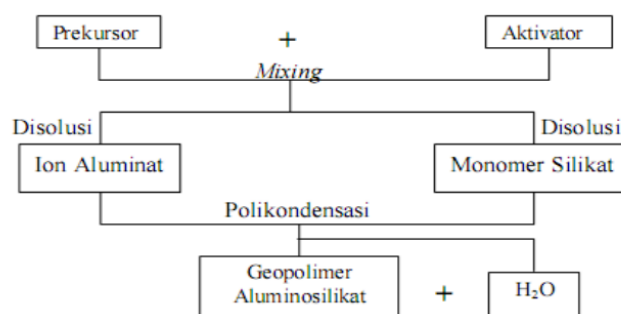 Prekursor
+
Aktivator
Mixing
Disolusi
Disolusi
Ion Aluminat
Monomer Silikat
Polikondensasi
Geopolimer
Aluminosilikat
+
H₂O